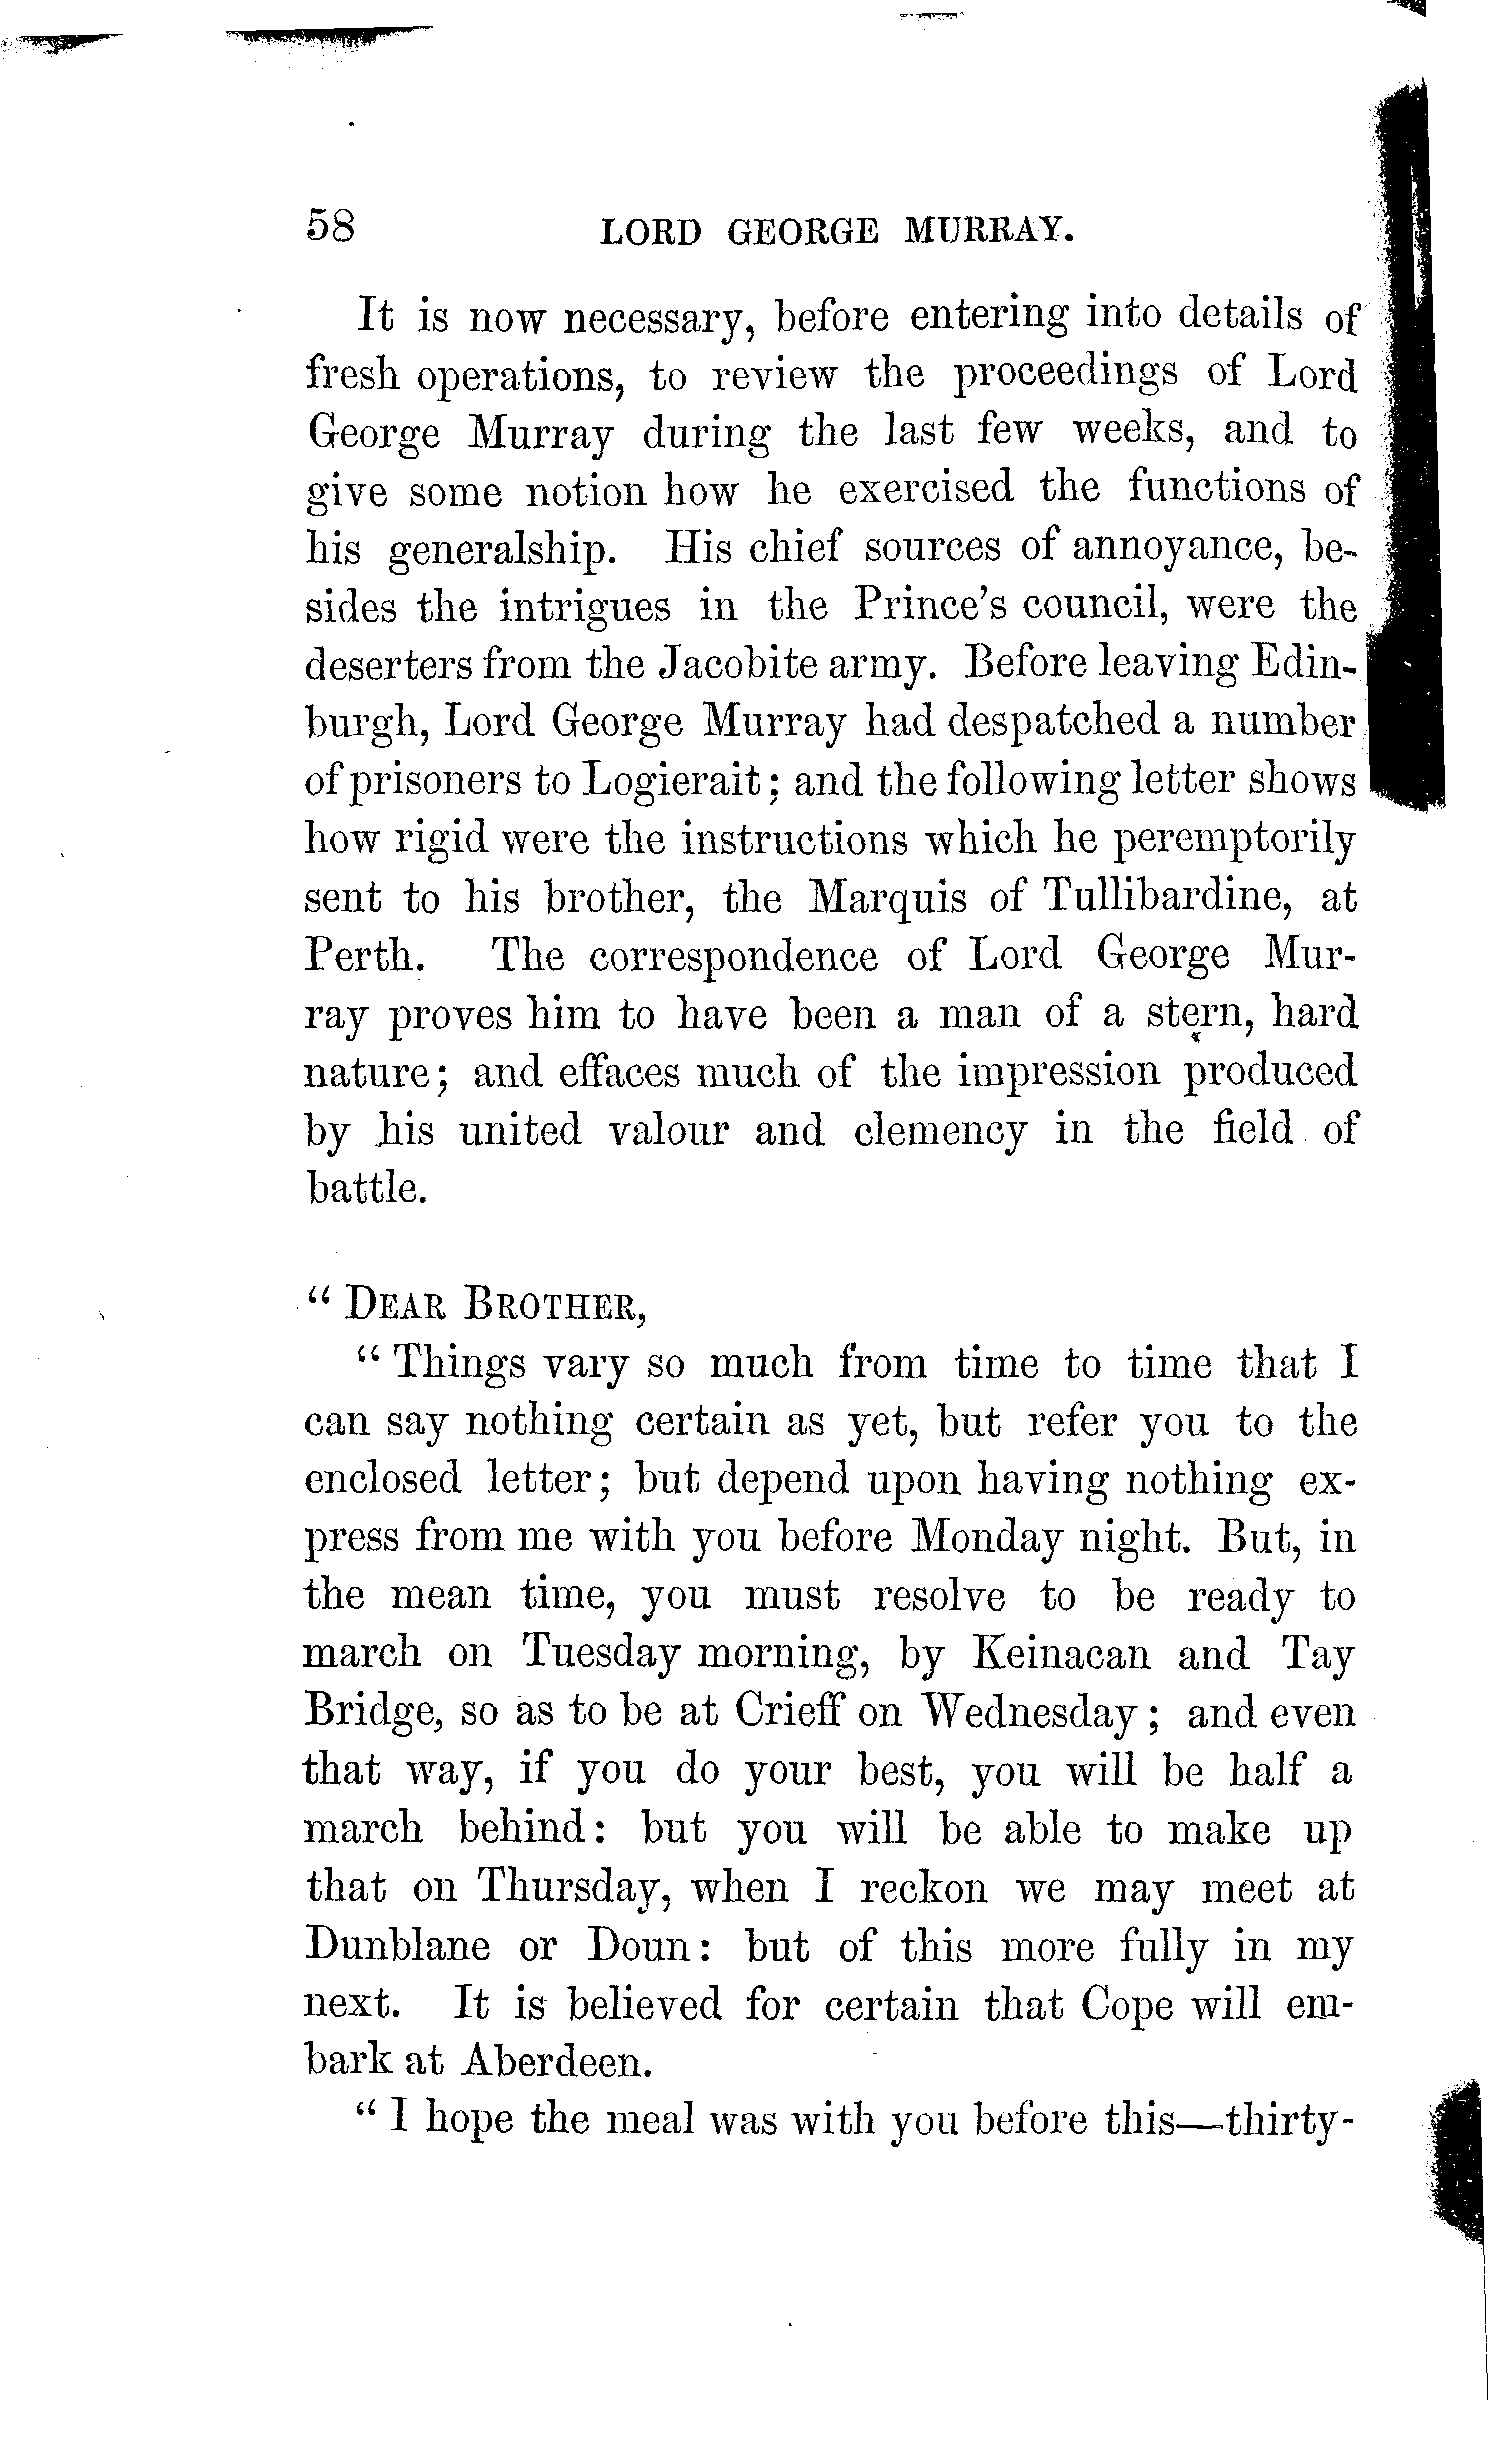 58 LORD GEORGE MURRAY.
It is now necessary, before entering into details of
fresh operations, to review the proceedings of Lord
George Murray during the last few weeks, and to
give some notion how he exercised the functions of
his generalship. His chief sources of annoyance, be-
sides the intrigues in the Prince's council, were the
deserters from the Jacobite army. Before leaving Edin-
burgh, Lord George Murray had despatched a number
of prisoners to Logierait; and the following letter shows
how rigid were the instructions which he peremptorily
sent to his brother, the Marquis of Tullibardine, at
Perth. The correspondence of Lord George Mur-
ray proves him to have been a man of a stern, hard
nature; and effaces much of the impression produced
by his united valour and clemency in the field of
battle.
"DEAR BROTHER,
"Things vary so much from time to time that I
can say nothing certain as yet, but refer you to the
enclosed letter; but depend upon having nothing ex-
press from me with you before Monday night. But, in
the mean time, you must resolve to be ready to
march on Tuesday morning, by Keinacan and Tay
Bridge, so as to be at Crieff on Wednesday; and even
that way, if you do your best, you will be half a
march behind: but you will be able to make up
that on Thursday, when I reckon we may meet at
Dunblane or Doun: but of this more fully in my
next. It is believed for certain that Cope will em-
bark at Aberdeen.
"I hope the meal was with you before this—thirty-